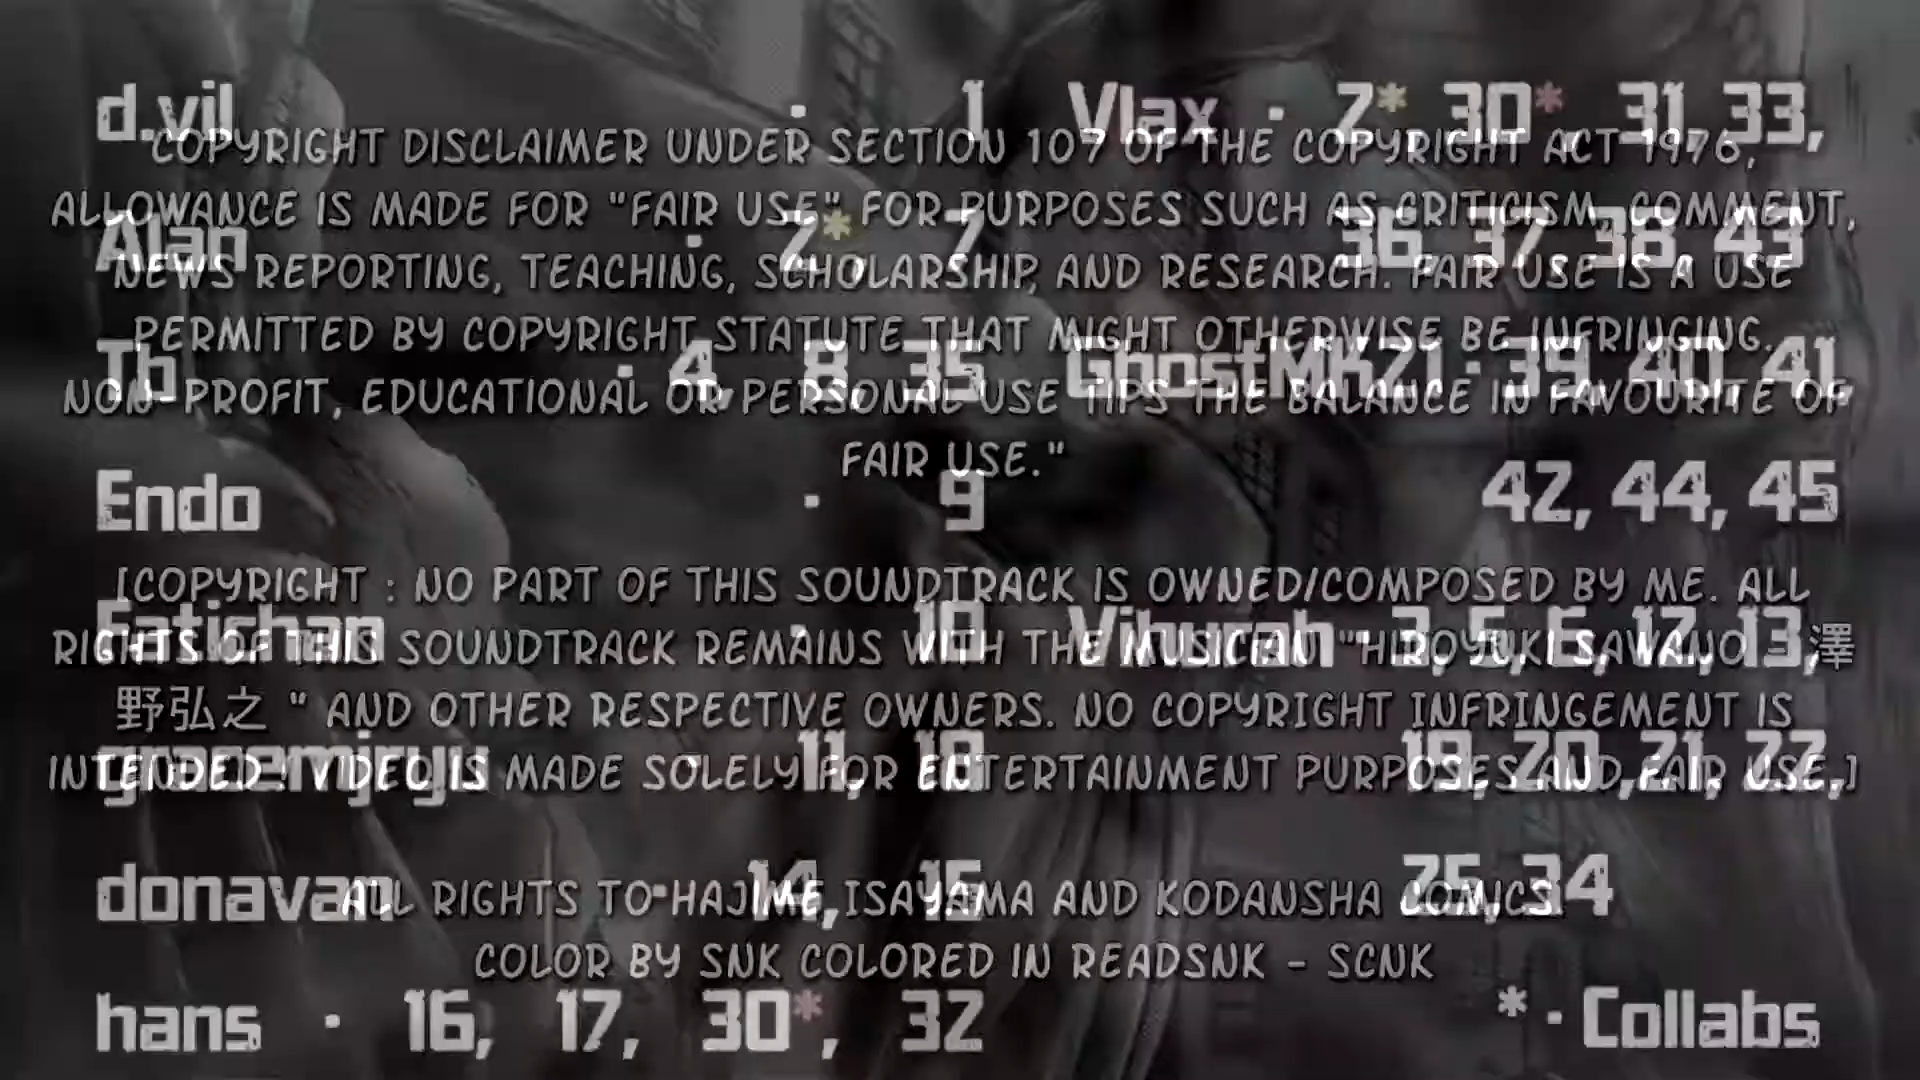 d.vil · 1
Alan · 2*, 7
Tb · 4, 8, 35
Endo · 9
Fatichan · 10
· 11, 18
donavan · 14, 15
hans · 16, 17, 30*, 32
Vlax · 2*, 30*, 31, 33,
36, 37, 38, 43
GhostMK21 · 39, 40, 41,
42, 44, 45
· 3, 5, 6, 12, 13,
19, 20 ,21, 22,
25, 34
* · Collabs
COPYRIGHT DISCLAIMER UNDER SECTION 107 OF THE COPYRIGHT ACT 1976,
ALLOWANCE IS MADE FOR "FAIR USE" FOR PURPOSES SUCH AS CRITICISM, COMMENT,
NEWS REPORTING, TEACHING, SCHOLARSHIP, AND RESEARCH. FAIR USE IS A USE
PERMITTED BY COPYRIGHT STATUTE THAT MIGHT OTHERWISE BE INFRINGING.
NON- PROFIT, EDUCATIONAL OR PERSONAL USE TIPS THE BALANCE IN FAVOURITE OF
FAIR USE."
[COPYRIGHT : NO PART OF THIS SOUNDTRACK IS OWNED/COMPOSED BY ME. ALL
RIGHTS OF THIS SOUNDTRACK REMAINS WITH THE MUSICIAN "HIROYUKI SAWANO - 澤
野弘之 " AND OTHER RESPECTIVE OWNERS. NO COPYRIGHT INFRINGEMENT IS
INTENDED ! VIDEO IS MADE SOLELY FOR ENTERTAINMENT PURPOSES AND FAIR USE.]
ALL RIGHTS TO HAJIME ISAYAMA AND KODANSHA COMICS
COLOR BY SNK COLORED IN READSNK - SCNK